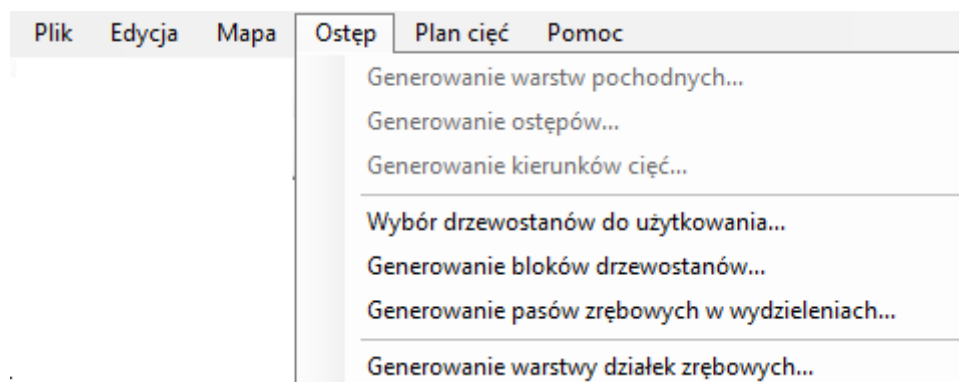 Plik Edycja Mapa Ostęp Plan cięć Pomoc
Generowanie warstw pochodnych...
Generowanie ostępów...
Generowanie kierunków cięć...
Wybór drzewostanów do użytkowania...
Generowanie bloków drzewostanów...
Generowanie pasów zrębowych w wydzieleniach...
Generowanie warstwy działek zrębowych...